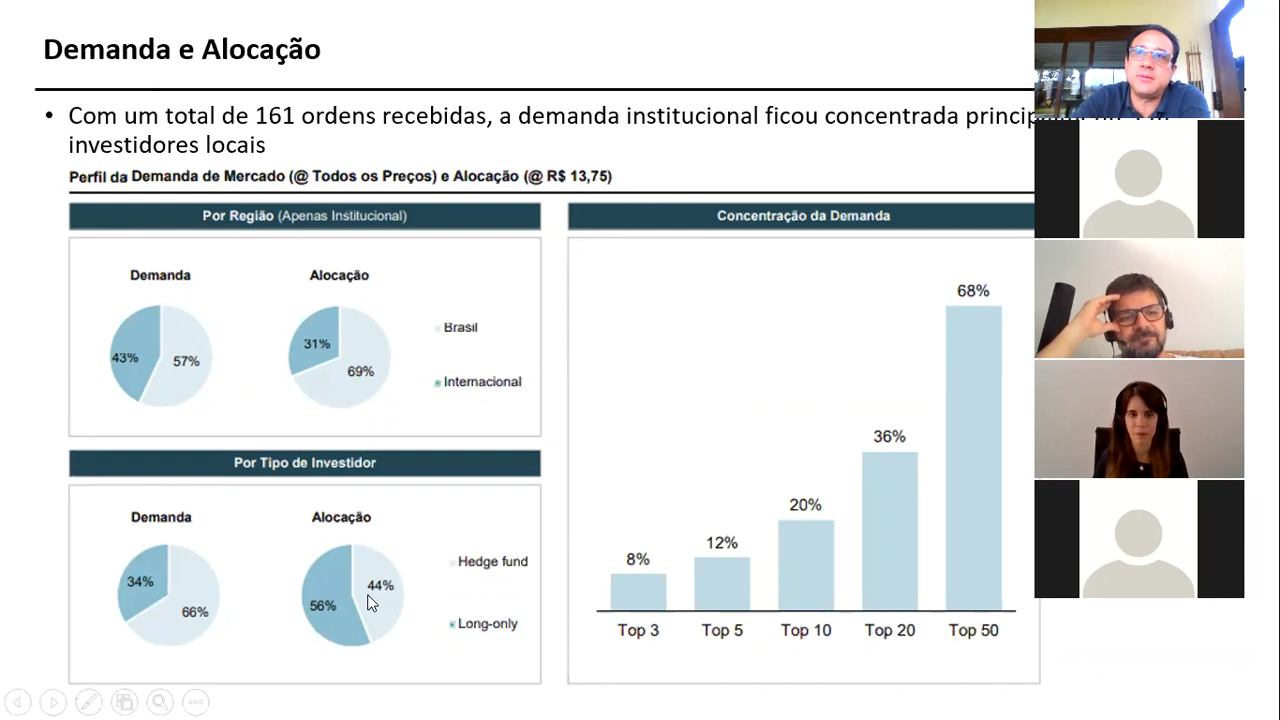 Demanda e Alocação
• Com um total de 161 ordens recebidas, a demanda institucional ficou concentrada
investidores locais
Perfil da Demanda de Mercado (@ Todos os Preços) e Alocação (@ R$ 13,75)
Por Região (Apenas Institucional)
Demanda
Alocação
43%
57%
31%
69%
Brasil
Internacional
Por Tipo de Investidor
Demanda
Alocação
34%
66%
56%
44%
Hedge fund
Long-only
Concentração da Demanda
8%
12%
20%
36%
68%
Top 3
Top 5
Top 10
Top 20
Top 50